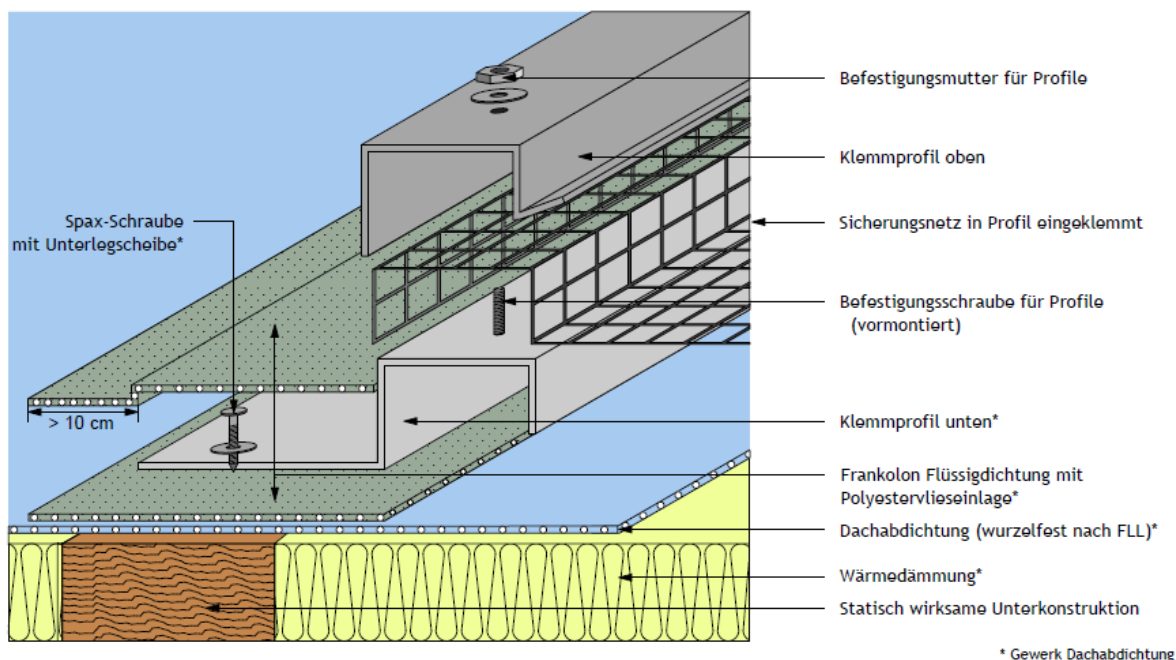 Befestigungsmutter für Profile
Klemmprofil oben
Spax-Schraube
mit Unterlegscheibe*
Sicherungsnetz in Profil eingeklemmt
Befestigungsschraube für Profile
(vormontiert)
> 10 cm
Klemmprofil unten*
Frankolon Flüssigdichtung mit
Polyestervlieseinlage*
Dachabdichtung (wurzelfest nach FLL)*
Wärmedämmung*
Statisch wirksame Unterkonstruktion
* Gewerk Dachabdichtung